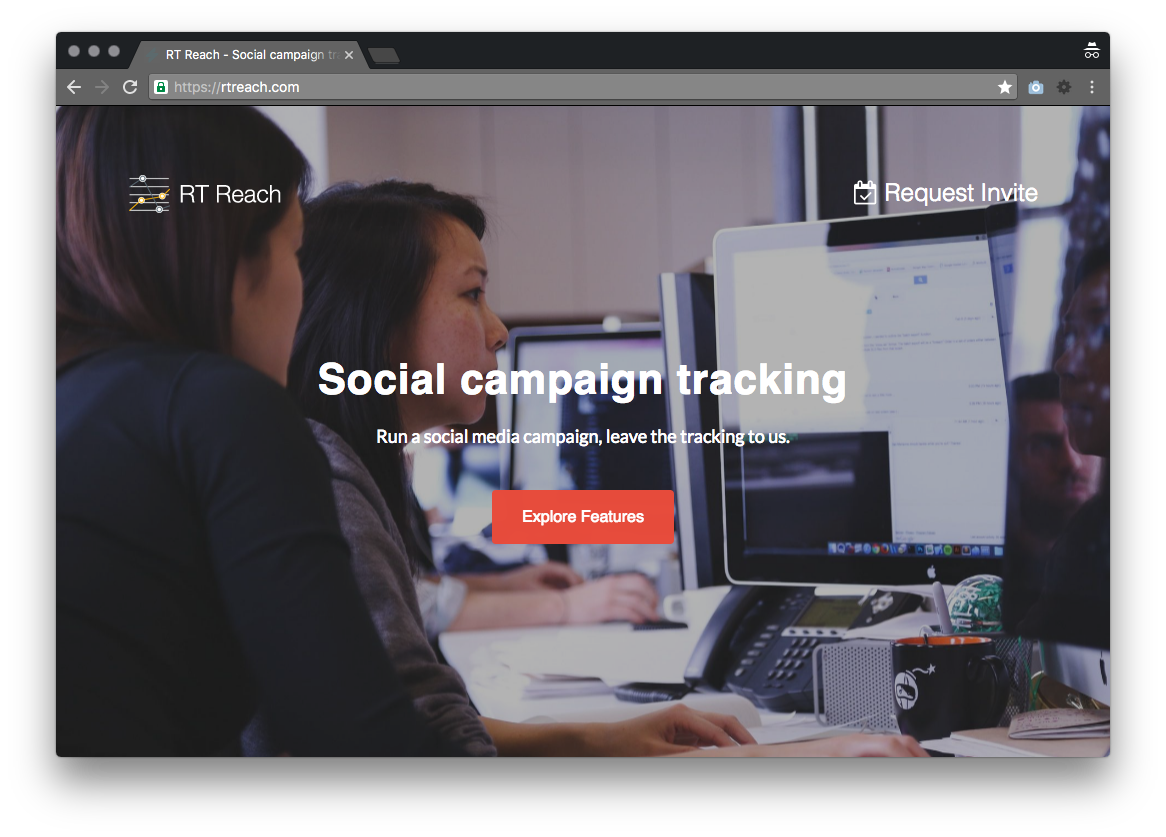 RT Reach - Social campaign tr
https://rtreach.com
RT Reach
Request Invite
Social campaign tracking
Run a social media campaign, leave the tracking to us.
Explore Features